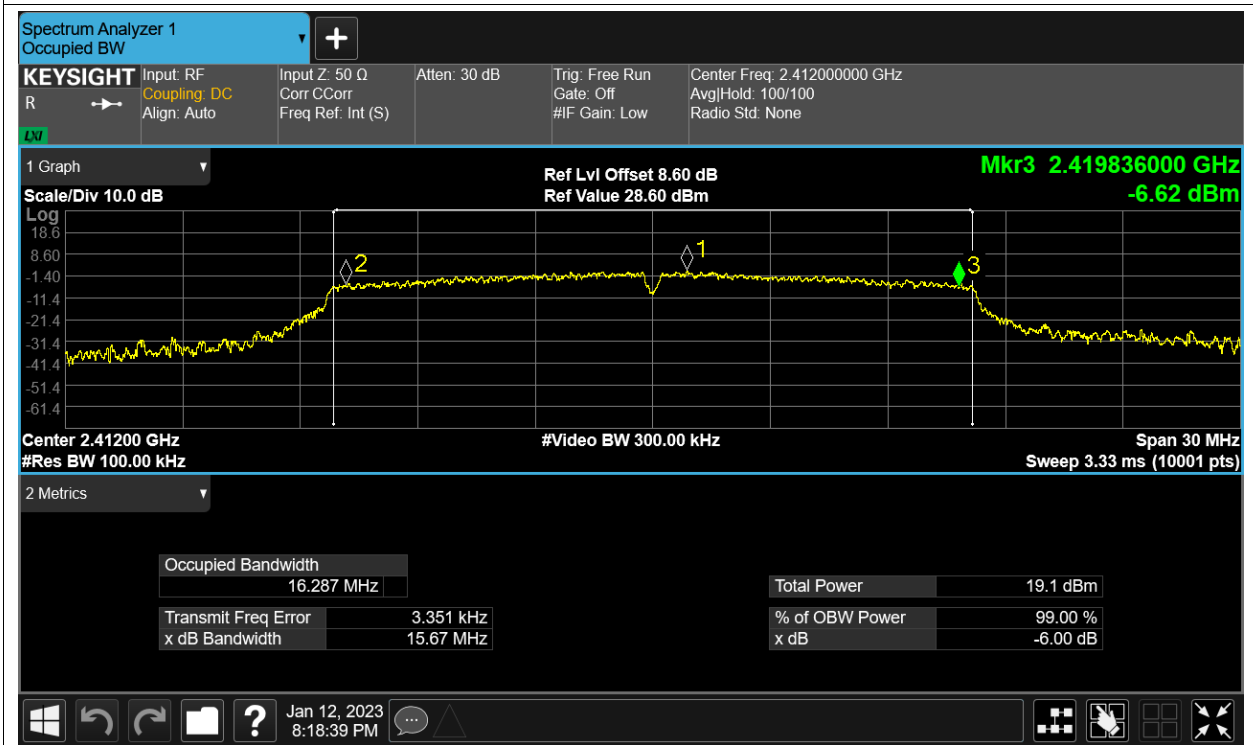 Spectrum Analyzer 1
Occupied BW
+
KEYSIGHT Input: RF Input Z: 50 Ω Atten: 30 dB Trig: Free Run Center Freq: 2.412000000 GHz
R Coupling: DC Corr CCorr Gate: Off Avg|Hold: 100/100
Align: Auto Freq Ref: Int (S) #IF Gain: Low Radio Std: None
LXI
1 Graph
Ref Lvl Offset 8.60 dB Mkr3 2.419836000 GHz
Scale/Div 10.0 dB Ref Value 28.60 dBm -6.62 dBm
Log
18.6
8.60
-1.40
-11.4
-21.4
-31.4
-41.4
-51.4
-61.4
2
1
3
Center 2.41200 GHz #Video BW 300.00 kHz Span 30 MHz
#Res BW 100.00 kHz Sweep 3.33 ms (10001 pts)
2 Metrics
Occupied Bandwidth
16.287 MHz Total Power 19.1 dBm
Transmit Freq Error 3.351 kHz % of OBW Power 99.00 %
x dB Bandwidth 15.67 MHz x dB -6.00 dB
? Jan 12, 2023
8:18:39 PM